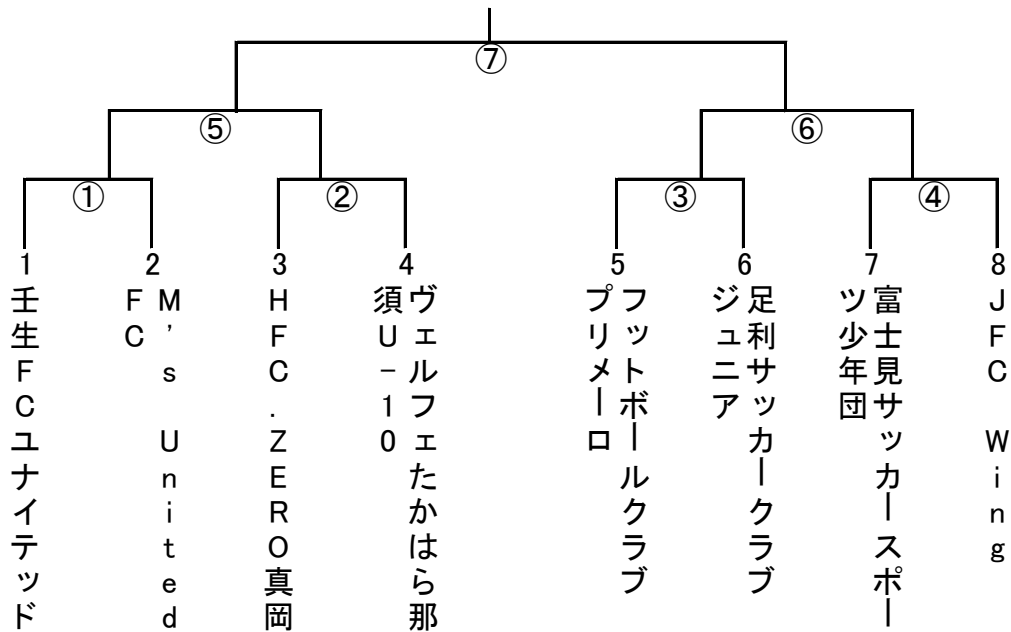 ⑦
⑤
⑥
①
②
③
④
1
壬生FCユナイテッド
2
M's United
FC
3
HFC.ZERO真岡
4
ヴェルフェたかはら那
須U-10
5
フットボールクラブ
プリメーロ
6
足利サッカークラブ
ジュニア
7
富士見サッカースポー
ツ少年団
8
JFC Wing